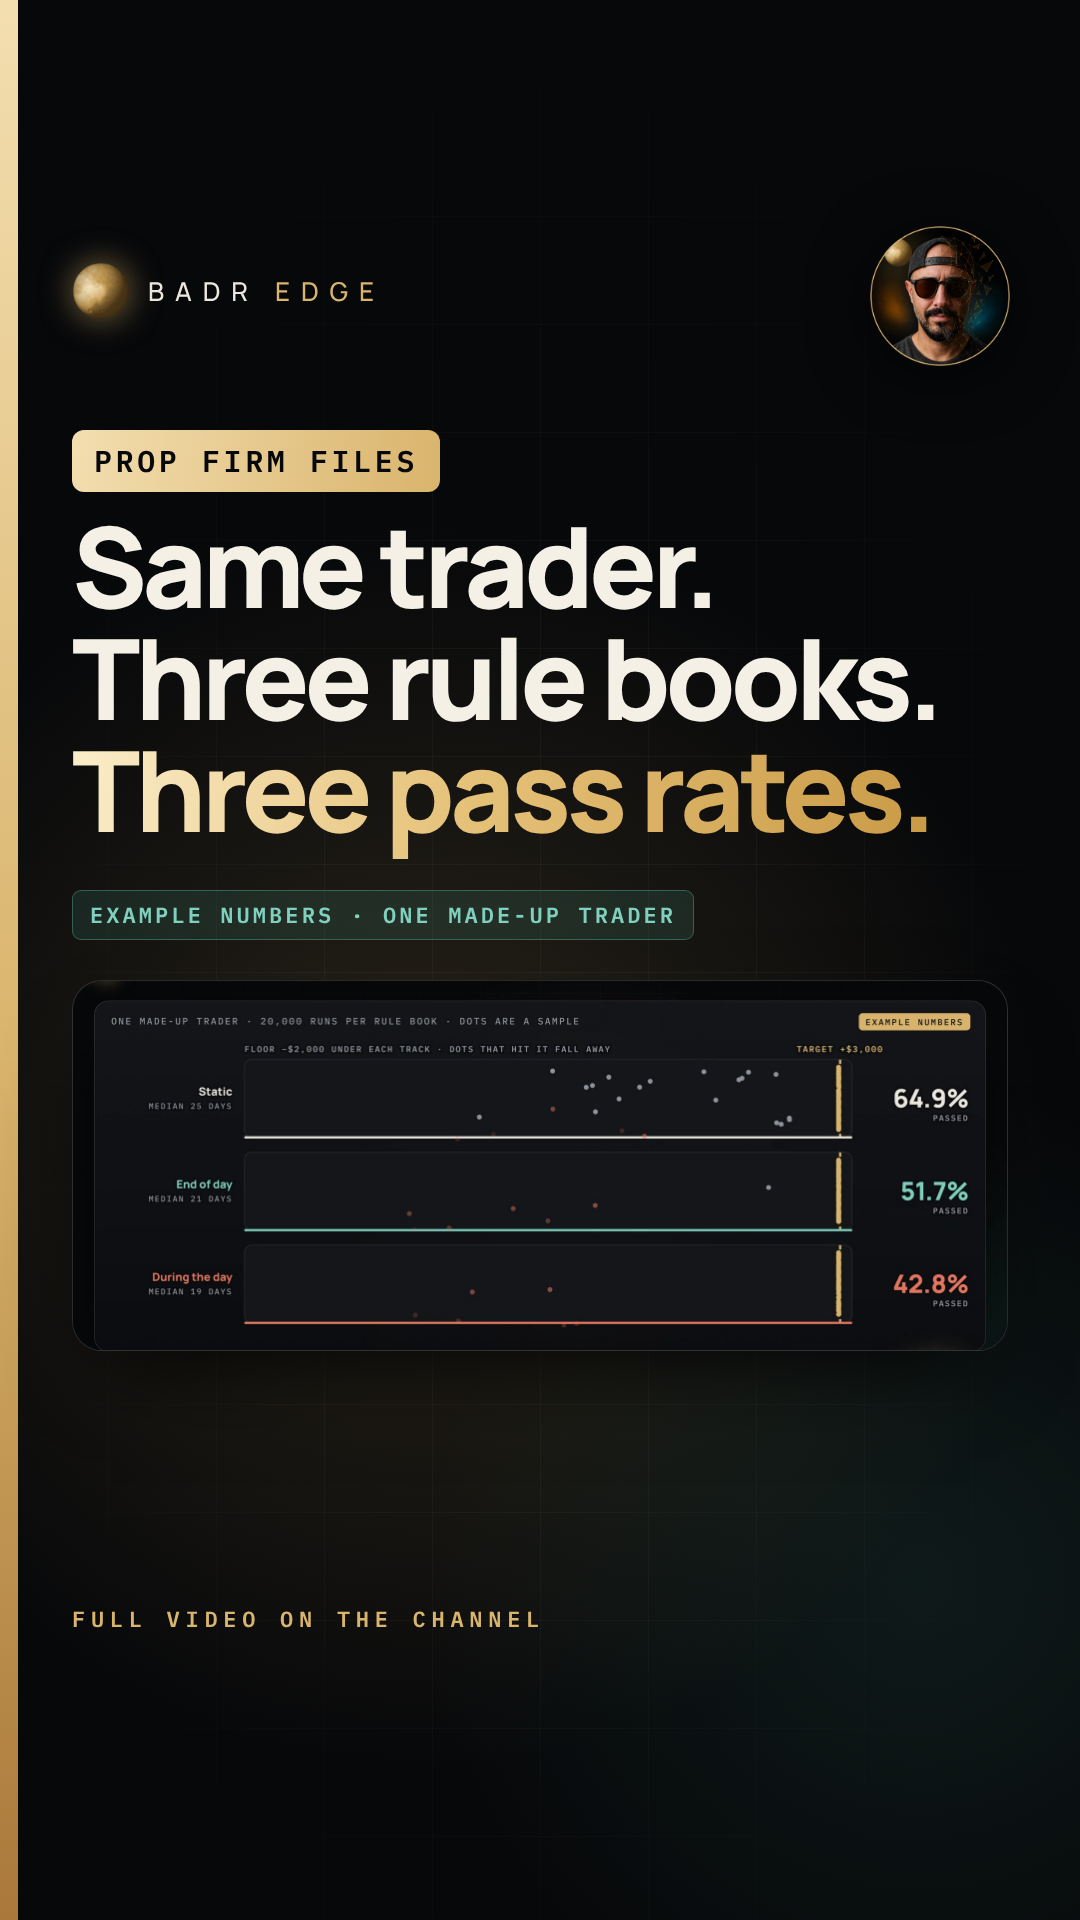 BADR EDGE
PROP FIRM FILES
Same trader.
Three rule books.
Three pass rates.
EXAMPLE NUMBERS · ONE MADE-UP TRADER
ONE MADE-UP TRADER · 20,000 RUNS PER RULE BOOK · DOTS ARE A SAMPLE
EXAMPLE NUMBERS
FLOOR −$2,000 UNDER EACH TRACK · DOTS THAT HIT IT FALL AWAY
TARGET +$3,000
Static
MEDIAN 25 DAYS
64.9%
PASSED
End of day
MEDIAN 21 DAYS
51.7%
PASSED
During the day
MEDIAN 19 DAYS
42.8%
PASSED
FULL VIDEO ON THE CHANNEL